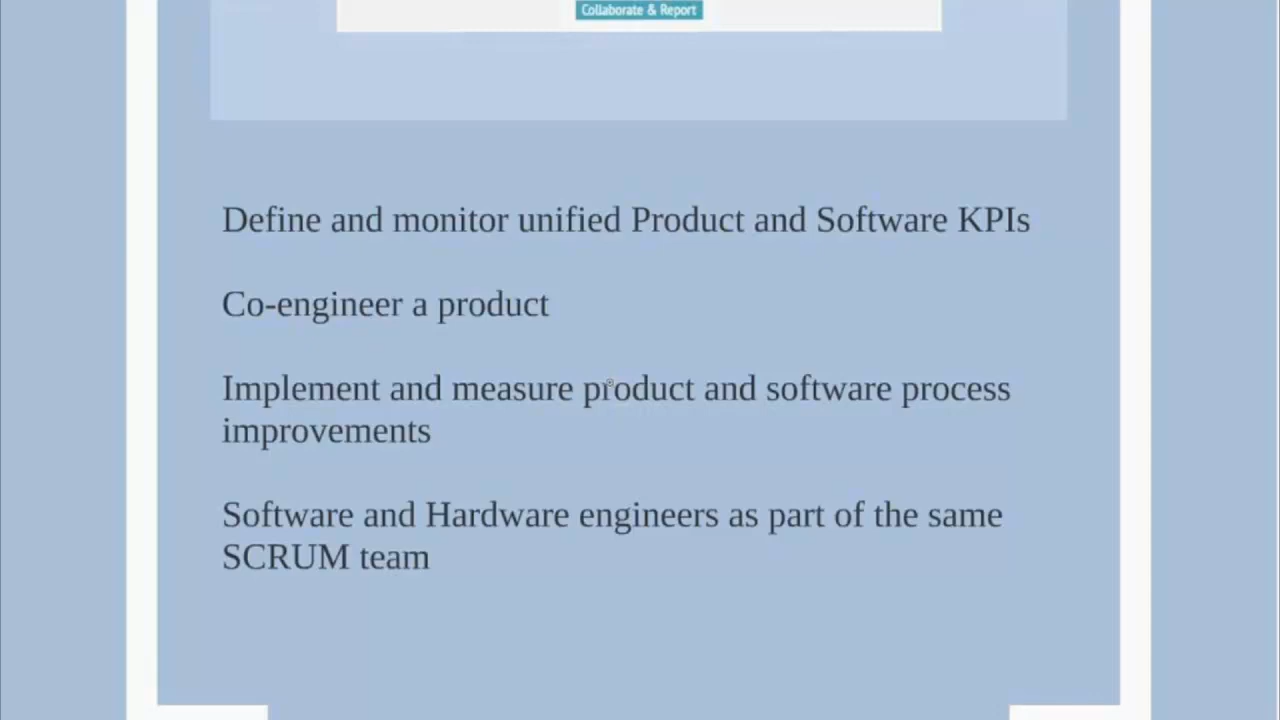 Collaborate & Report
Define and monitor unified Product and Software KPIs
Co-engineer a product
Implement and measure product and software process
improvements
Software and Hardware engineers as part of the same
SCRUM team